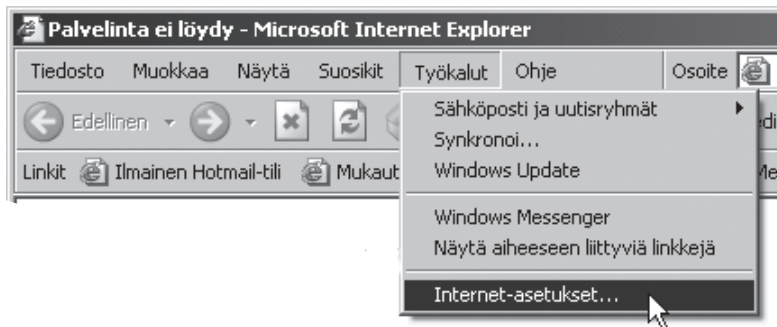 Palvelinta ei löydy - Microsoft Internet Explorer
Tiedosto Muokkaa Näytä Suosikit Työkalut Ohje Osoite
Edellinen
Linkit Ilmainen Hotmail-tili
Sähköposti ja uutisryhmät
Synkronoi...
Windows Update
Windows Messenger
Näytä aiheeseen liittyviä linkkejä
Internet-asetukset...